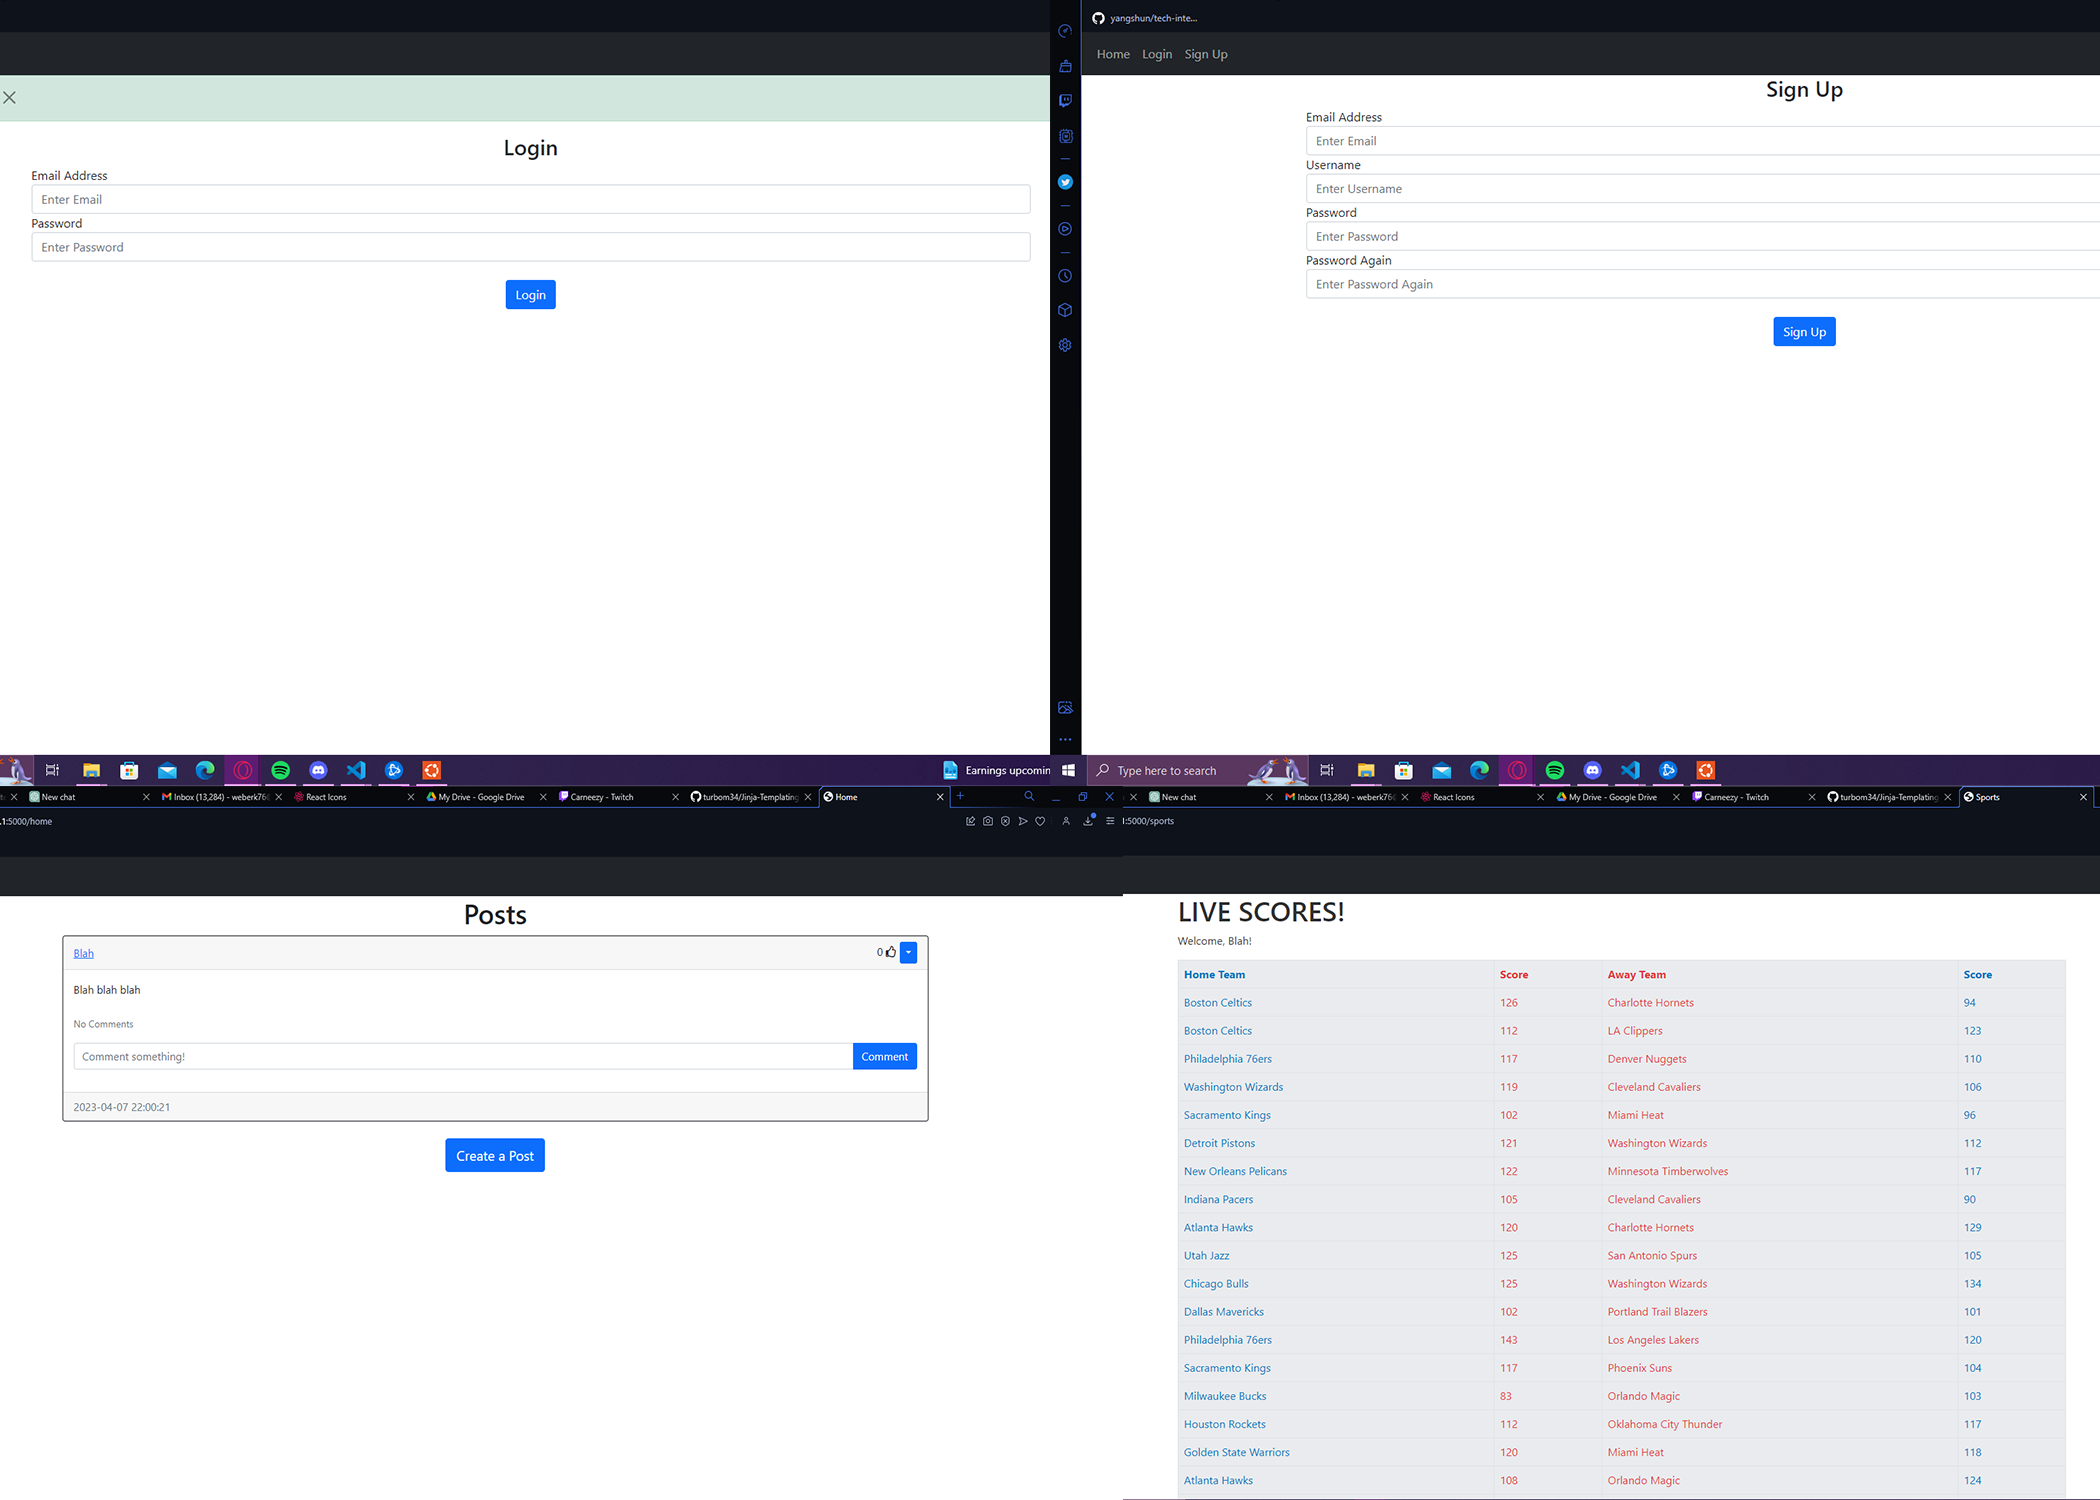 yangshun/tech-inte...
Home Login Sign Up
Login
Email Address
Enter Email
Password
Enter Password
Login
Sign Up
Email Address
Enter Email
Username
Enter Username
Password
Enter Password
Password Again
Enter Password Again
Sign Up
Earnings upcomin
Type here to search
New chat
Inbox (13,284) - weberk766
React Icons
My Drive - Google Drive
Carneezy - Twitch
turbom34/Jinja-Templating
Home
.1:5000/home
New chat
Inbox (13,284) - weberk766
React Icons
My Drive - Google Drive
Carneezy - Twitch
turbom34/Jinja-Templating
Sports
:5000/sports
Posts
Blah
0
Blah blah blah
No Comments
Comment something!
Comment
2023-04-07 22:00:21
Create a Post
LIVE SCORES!
Welcome, Blah!
Home Team Score Away Team Score
Boston Celtics 126 Charlotte Hornets 94
Boston Celtics 112 LA Clippers 123
Philadelphia 76ers 117 Denver Nuggets 110
Washington Wizards 119 Cleveland Cavaliers 106
Sacramento Kings 102 Miami Heat 96
Detroit Pistons 121 Washington Wizards 112
New Orleans Pelicans 122 Minnesota Timberwolves 117
Indiana Pacers 105 Cleveland Cavaliers 90
Atlanta Hawks 120 Charlotte Hornets 129
Utah Jazz 125 San Antonio Spurs 105
Chicago Bulls 125 Washington Wizards 134
Dallas Mavericks 102 Portland Trail Blazers 101
Philadelphia 76ers 143 Los Angeles Lakers 120
Sacramento Kings 117 Phoenix Suns 104
Milwaukee Bucks 83 Orlando Magic 103
Houston Rockets 112 Oklahoma City Thunder 117
Golden State Warriors 120 Miami Heat 118
Atlanta Hawks 108 Orlando Magic 124